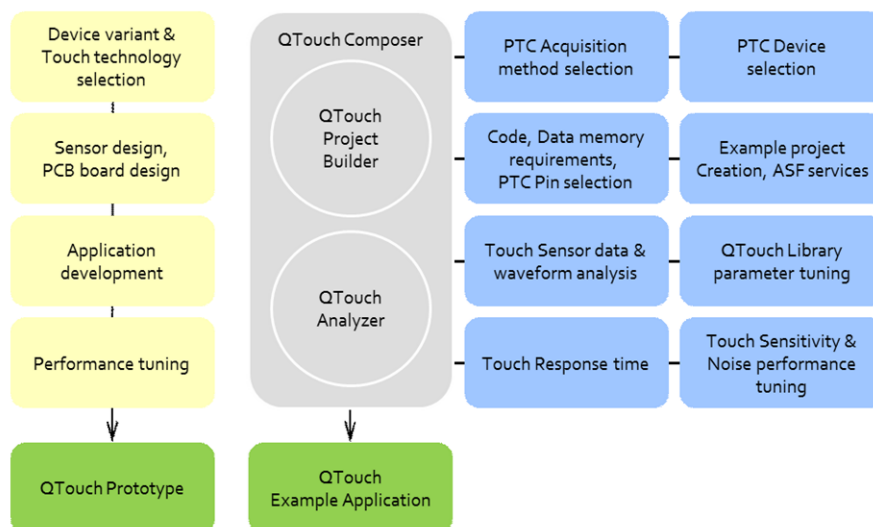 Device variant &
Touch technology
selection
Sensor design,
PCB board design
Application
development
Performance tuning
QTouch Prototype
QTouch Composer
QTouch
Project
Builder
QTouch
Analyzer
QTouch
Example Application
PTC Acquisition
method selection
PTC Device
selection
Code, Data memory
requirements,
PTC Pin selection
Example project
Creation, ASF services
Touch Sensor data &
waveform analysis
QTouch Library
parameter tuning
Touch Response time
Touch Sensitivity &
Noise performance
tuning